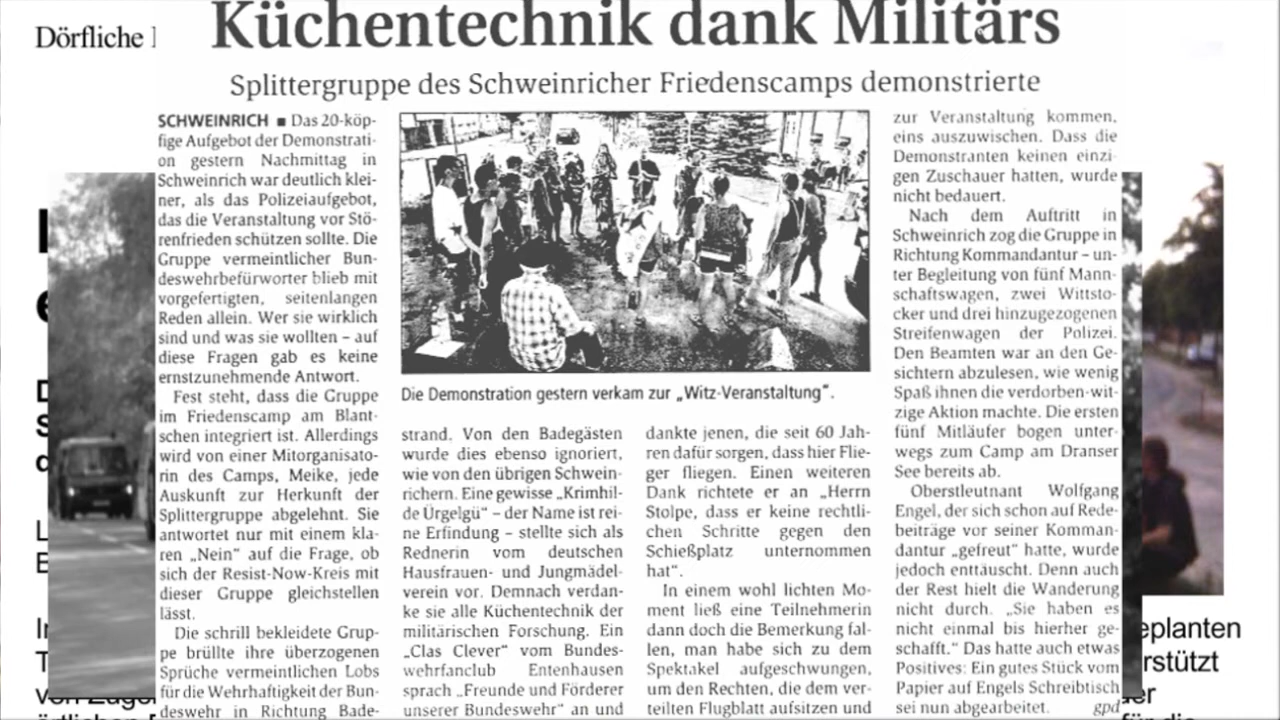 Dörfliche
Küchentechnik dank Militärs
Splittergruppe des Schweinricher Friedenscamps demonstrierte
SCHWEINRICH ■ Das 20-köp-
fige Aufgebot der Demonstrati-
on gestern Nachmittag in
Schweinrich war deutlich klei-
ner, als das Polizeiaufgebot,
das die Veranstaltung vor Stö-
renfrieden schützen sollte. Die
Gruppe vermeintlicher Bun-
deswehrbefürworter blieb mit
vorgefertigten, seitenlangen
Reden allein. Wer sie wirklich
sind und was sie wollten – auf
diese Fragen gab es keine
ernstzunehmende Antwort.
Fest steht, dass die Gruppe
im Friedenscamp am Blant-
schen integriert ist. Allerdings
wird von einer Mitorganisato-
rin des Camps, Meike, jede
Auskunft zur Herkunft der
Splittergruppe abgelehnt. Sie
antwortet nur mit einem kla-
ren „Nein" auf die Frage, ob
sich der Resist-Now-Kreis mit
dieser Gruppe gleichstellen
lässt.
Die schrill bekleidete Grup-
pe brüllte ihre überzogenen
Sprüche vermeintlichen Lobs
für die Wehrhaftigkeit der Bun-
deswehr in Richtung Bade-
Die Demonstration gestern verkam zur „Witz-Veranstaltung".
strand. Von den Badegästen
wurde dies ebenso ignoriert,
wie von den übrigen Schwein-
richern. Eine gewisse „Krimhil-
de Ürgelgü" – der Name ist rei-
ne Erfindung – stellte sich als
Rednerin vom deutschen
Hausfrauen- und Jungmädel-
verein vor. Demnach verdan-
ke sie alle Küchentechnik der
militärischen Forschung. Ein
„Clas Clever" vom Bundes-
wehrfanclub Entenhausen
sprach „Freunde und Förderer
unserer Bundeswehr" an und
dankte jenen, die seit 60 Jah-
ren dafür sorgen, dass hier Flie-
ger fliegen. Einen weiteren
Dank richtete er an „Herrn
Stolpe, dass er keine rechtli-
chen Schritte gegen den
Schießplatz unternommen
hat".
In einem wohl lichten Mo-
ment ließ eine Teilnehmerin
dann doch die Bemerkung fal-
len, man habe sich zu dem
Spektakel aufgeschwungen,
um den Rechten, die dem ver-
teilten Flugblatt aufsitzen und
zur Veranstaltung kommen,
eins auszuwischen. Dass die
Demonstranten keinen einzi-
gen Zuschauer hatten, wurde
nicht bedauert.
Nach dem Auftritt in
Schweinrich zog die Gruppe in
Richtung Kommandantur – un-
ter Begleitung von fünf Mann-
schaftswagen, zwei Wittsto-
cker und drei hinzugezogenen
Streifenwagen der Polizei.
Den Beamten war an den Ge-
sichtern abzulesen, wie wenig
Spaß ihnen die verdorben-wit-
zige Aktion machte. Die ersten
fünf Mitläufer bogen unter-
wegs zum Camp am Dranser
See bereits ab.
Oberstleutnant Wolfgang
Engel, der sich schon auf Rede-
beiträge vor seiner Komman-
dantur „gefreut" hatte, wurde
jedoch enttäuscht. Denn auch
der Rest hielt die Wanderung
nicht durch. „Sie haben es
nicht einmal bis hierher ge-
schafft." Das hatte auch etwas
Positives: Ein gutes Stück vom
Papier auf Engels Schreibtisch
sei nun abgearbeitet. gpd
eplanten
rstützt